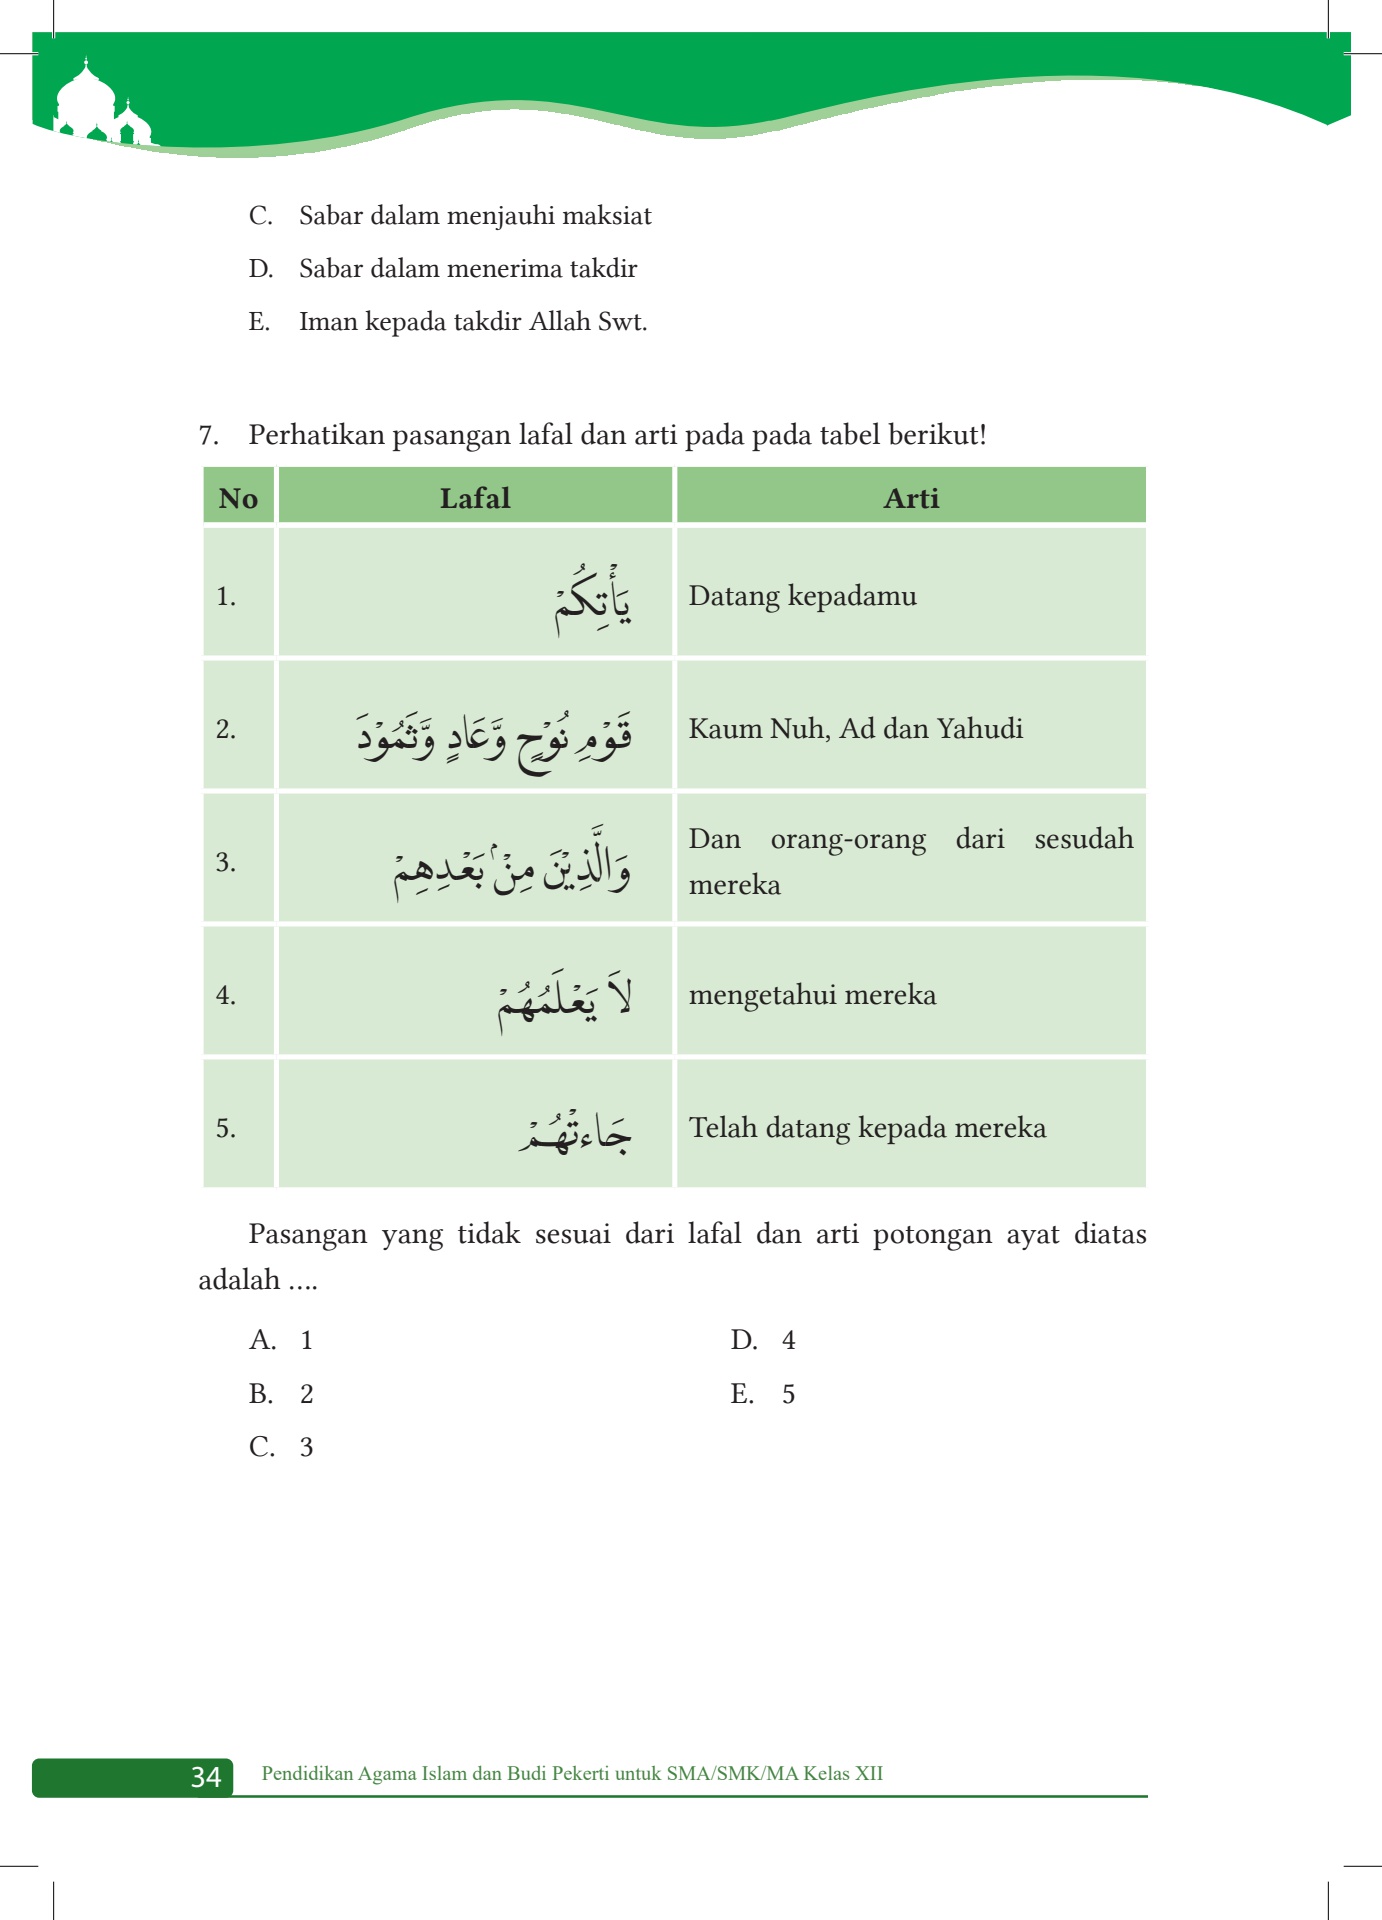 C. Sabar dalam menjauhi maksiat
D. Sabar dalam menerima takdir
E. Iman kepada takdir Allah Swt.
7. Perhatikan pasangan lafal dan arti pada pada tabel berikut!
No Lafal Arti
1. يَأْتِكُمْ Datang kepadamu
2. قَوْمِ نُوْحٍ وَّعَادٍ وَّثَمُوْدَ Kaum Nuh, Ad dan Yahudi
3. وَالَّذِيْنَ مِنْۢ بَعْدِهِمْ Dan orang-orang dari sesudah
mereka
4. لَا يَعْلَمُهُمْ mengetahui mereka
5. جَاءتْهُمْ Telah datang kepada mereka
Pasangan yang tidak sesuai dari lafal dan arti potongan ayat diatas
adalah ....
A. 1
B. 2
C. 3
D. 4
E. 5
34 Pendidikan Agama Islam dan Budi Pekerti untuk SMA/SMK/MA Kelas XII